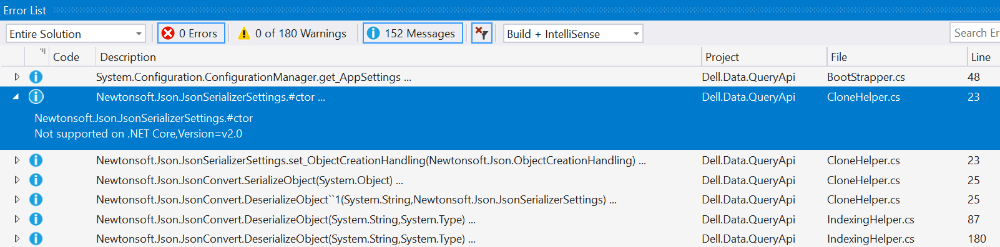 Error List
Entire Solution 0 Errors 0 of 180 Warnings 152 Messages Build + IntelliSense Search Er
Code Description Project File Line
System.Configuration.ConfigurationManager.get_AppSettings ... Dell.Data.QueryApi BootStrapper.cs 48
Newtonsoft.Json.JsonSerializerSettings.#ctor ... Dell.Data.QueryApi CloneHelper.cs 23
Newtonsoft.Json.JsonSerializerSettings.#ctor
Not supported on .NET Core,Version=v2.0
Newtonsoft.Json.JsonSerializerSettings.set_ObjectCreationHandling(Newtonsoft.Json.ObjectCreationHandling) ... Dell.Data.QueryApi CloneHelper.cs 23
Newtonsoft.Json.JsonConvert.SerializeObject(System.Object) ... Dell.Data.QueryApi CloneHelper.cs 25
Newtonsoft.Json.JsonConvert.DeserializeObject``1(System.String,Newtonsoft.Json.JsonSerializerSettings) ... Dell.Data.QueryApi CloneHelper.cs 25
Newtonsoft.Json.JsonConvert.DeserializeObject(System.String,System.Type) ... Dell.Data.QueryApi IndexingHelper.cs 87
Newtonsoft.Json.JsonConvert.DeserializeObject(System.String,System.Type) ... Dell.Data.QueryApi IndexingHelper.cs 180